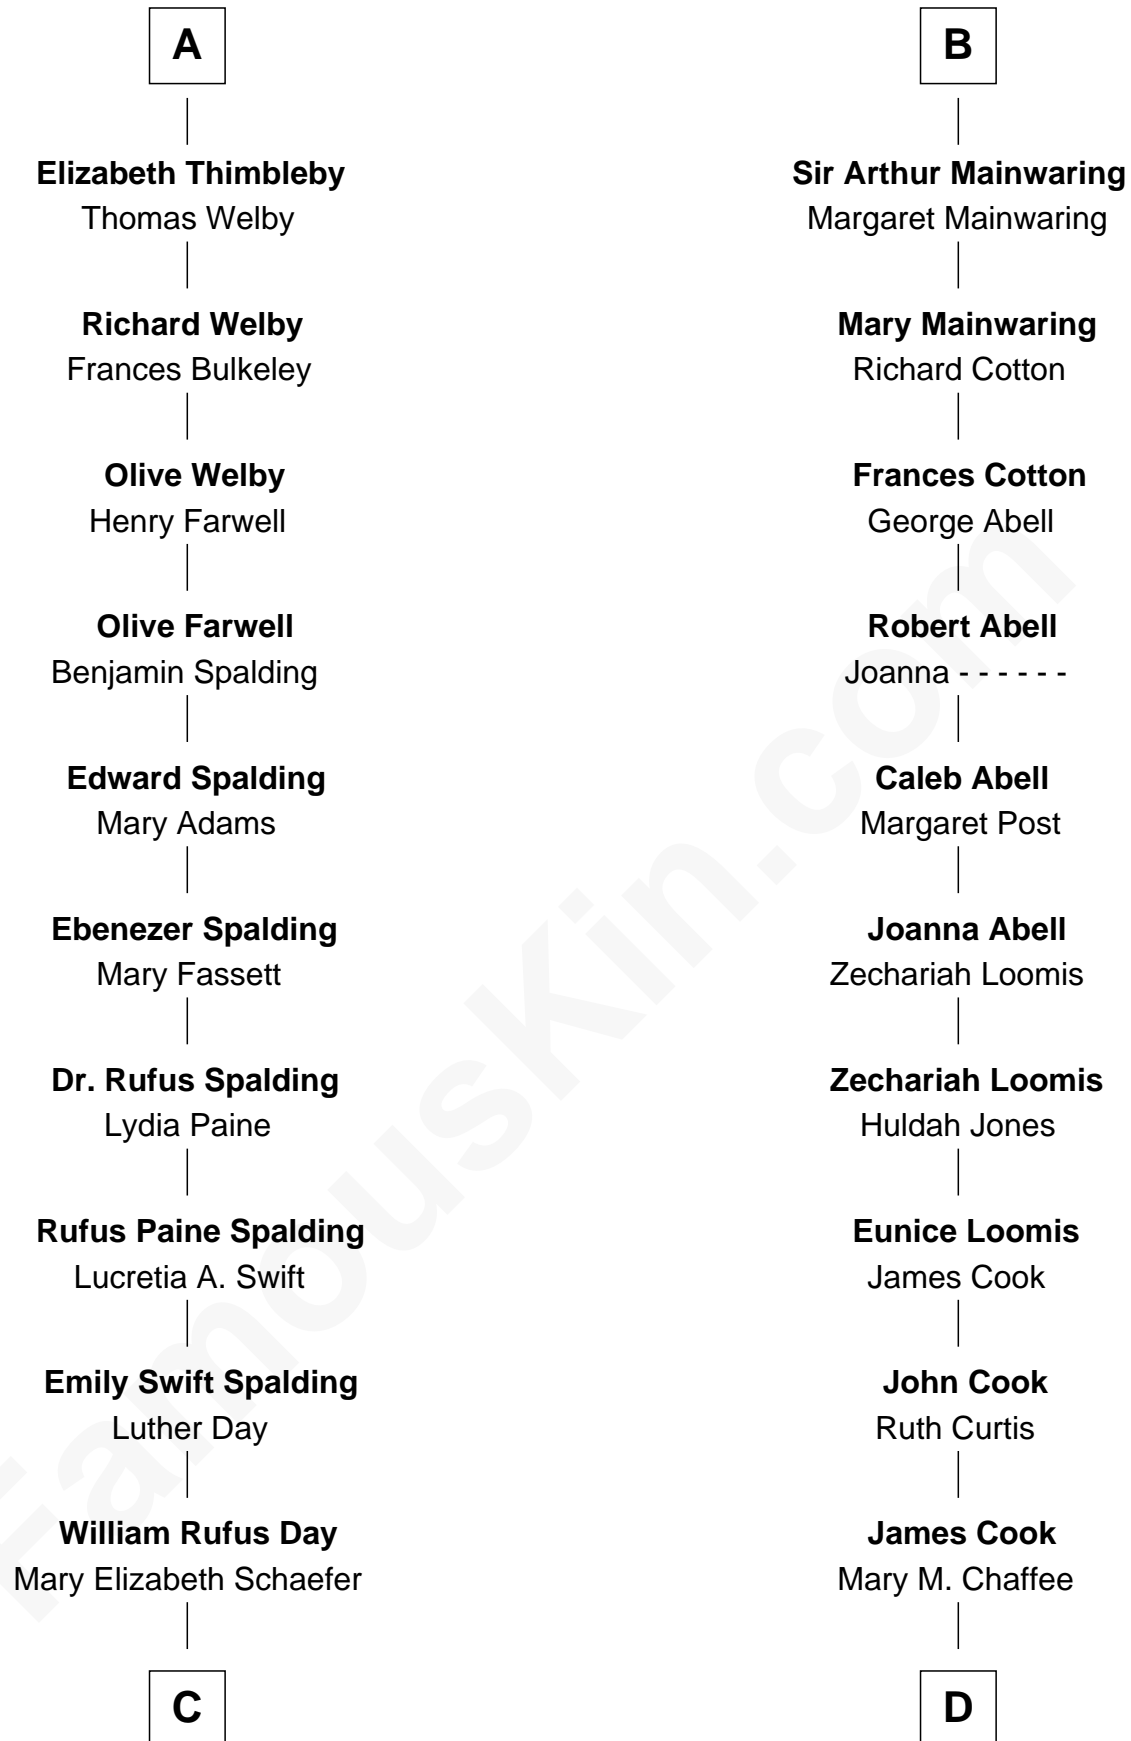 A
Elizabeth Thimbleby
Thomas Welby
Richard Welby
Frances Bulkeley
Olive Welby
Henry Farwell
Olive Farwell
Benjamin Spalding
Edward Spalding
Mary Adams
Ebenezer Spalding
Mary Fassett
Dr. Rufus Spalding
Lydia Paine
Rufus Paine Spalding
Lucretia A. Swift
Emily Swift Spalding
Luther Day
William Rufus Day
Mary Elizabeth Schaefer
C
B
Sir Arthur Mainwaring
Margaret Mainwaring
Mary Mainwaring
Richard Cotton
Frances Cotton
George Abell
Robert Abell
Joanna - - - - - -
Caleb Abell
Margaret Post
Joanna Abell
Zechariah Loomis
Zechariah Loomis
Huldah Jones
Eunice Loomis
James Cook
John Cook
Ruth Curtis
James Cook
Mary M. Chaffee
D
FamousKin.com